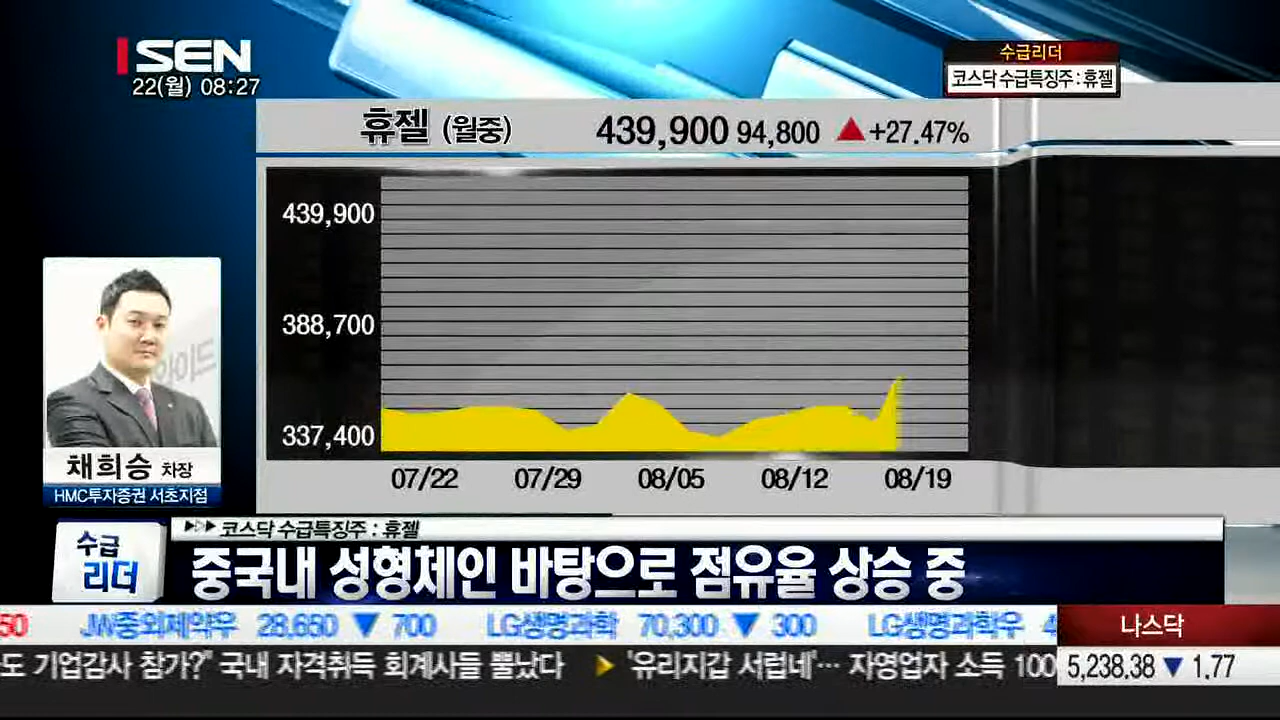 SEN
22(월) 08:27
수급리더
코스닥 수급특징주 : 휴젤
휴젤 (월중) 439,900 94,800 ▲ +27.47%
439,900
388,700
337,400
07/22 07/29 08/05 08/12 08/19
와이드
채희승 차장
HMC투자증권 서초지점
수급
리더
▶▷▶ 코스닥 수급특징주 : 휴젤
중국내 성형체인 바탕으로 점유율 상승 중
50 JW중외제약우 28,650 ▼ 700 LG생명과학 70,300 ▼ 300 LG생명과학우 4
나스닥
도 기업감사 참가?" 국내 자격취득 회계사들 뿔났다 ▶ '유리지갑 서럽네'… 자영업자 소득 100
5,238.38 ▼ 1.77